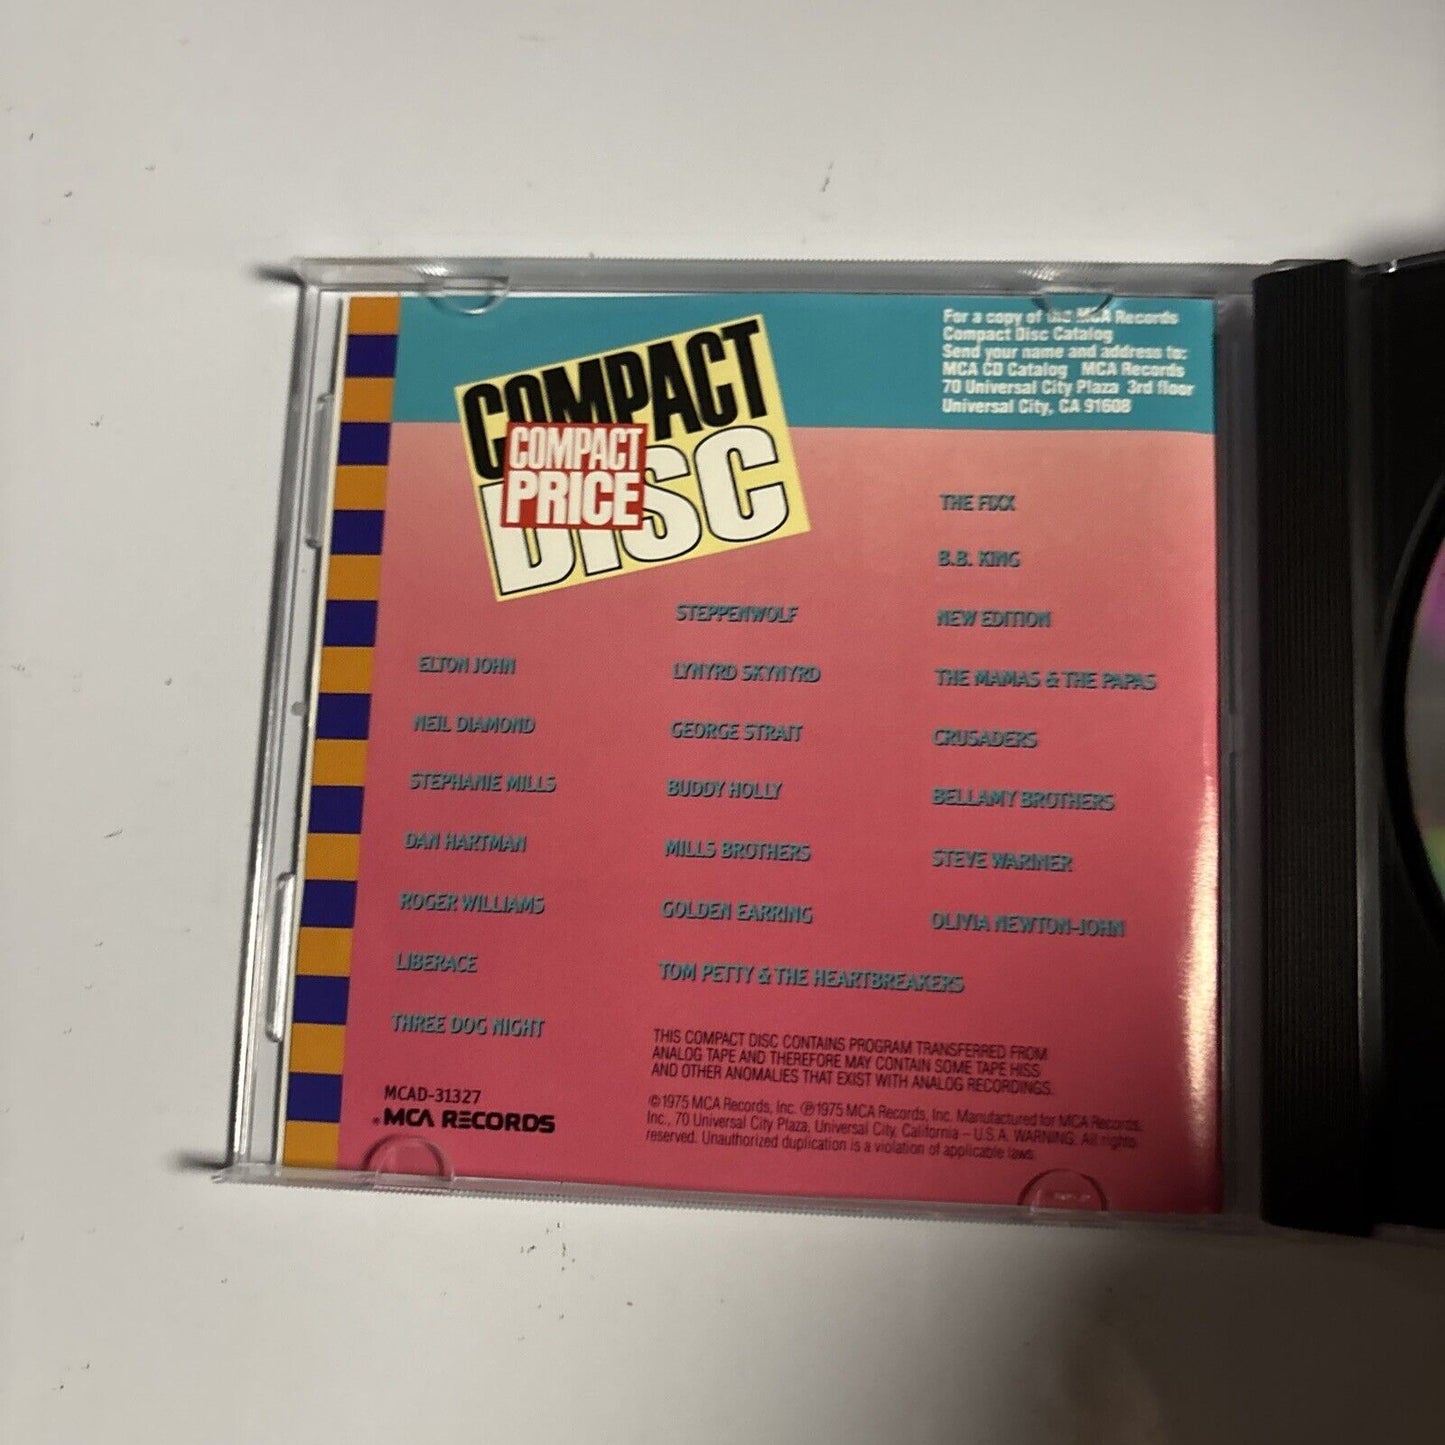 COMPACT
DISC
COMPACT
PRICE
For a copy of the MCA Records
Compact Disc Catalog
Send your name and address to:
MCA CD Catalog MCA Records
70 Universal City Plaza 3rd floor
Universal City, CA 91608
ELTON JOHN
NEIL DIAMOND
STEPHANIE MILLS
DAN HARTMAN
ROGER WILLIAMS
LIBERACE
THREE DOG NIGHT
STEPPENWOLF
LYNYRD SKYNYRD
GEORGE STRAIT
BUDDY HOLLY
MILLS BROTHERS
GOLDEN EARRING
TOM PETTY & THE HEARTBREAKERS
THE FIXX
B.B. KING
NEW EDITION
THE MAMAS & THE PAPAS
CRUSADERS
BELLAMY BROTHERS
STEVE WARINER
OLIVIA NEWTON-JOHN
MCAD-31327
MCA RECORDS
THIS COMPACT DISC CONTAINS PROGRAM TRANSFERRED FROM
ANALOG TAPE AND THEREFORE MAY CONTAIN SOME TAPE HISS
AND OTHER ANOMALIES THAT EXIST WITH ANALOG RECORDINGS.
©1975 MCA Records, Inc. ℗1975 MCA Records, Inc. Manufactured for MCA Records,
Inc., 70 Universal City Plaza, Universal City, California – U.S.A. WARNING: All rights
reserved. Unauthorized duplication is a violation of applicable laws.